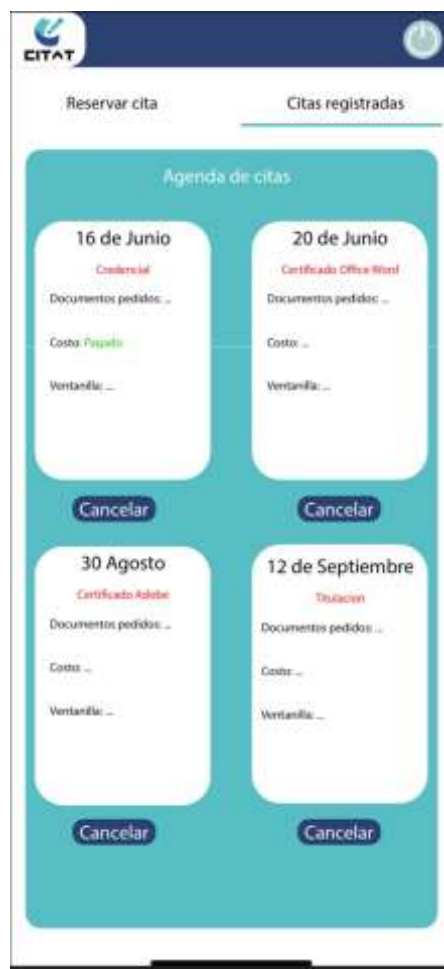 CITAT
Reservar cita
Citas registradas
Agenda de citas
16 de Junio
Credencial
Documentos pedidos: ...
Costo: Pagado
Ventanilla: ...
Cancelar
20 de Junio
Certificado Office Word
Documentos pedidos: ...
Costo: ...
Ventanilla: ...
Cancelar
30 Agosto
Certificado Adobe
Documentos pedidos: ...
Costo: ...
Ventanilla: ...
Cancelar
12 de Septiembre
Titulacion
Documentos pedidos: ...
Costo: ...
Ventanilla: ...
Cancelar